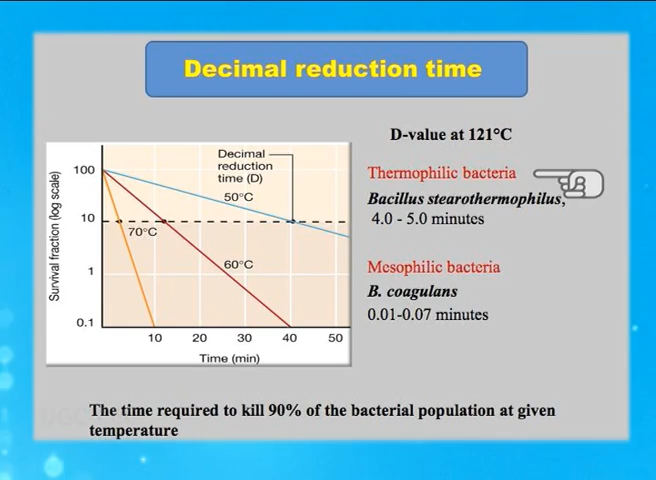 Decimal reduction time
D-value at 121°C
Thermophilic bacteria
Bacillus stearothermophilus,
4.0 - 5.0 minutes
Mesophilic bacteria
B. coagulans
0.01-0.07 minutes
Survival fraction (log scale)
100
10
1
0.1
Decimal
reduction
time (D)
50°C
70°C
60°C
10 20 30 40 50
Time (min)
The time required to kill 90% of the bacterial population at given
temperature